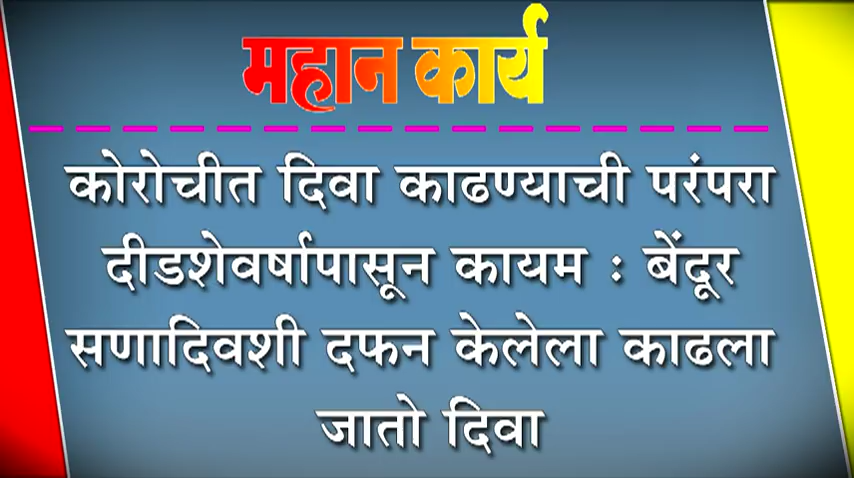 महान कार्य
कोरोचीत दिवा काढण्याची परंपरा
दीडशेवर्षापासून कायम : बेंदूर
सणादिवशी दफन केलेला काढला
जातो दिवा